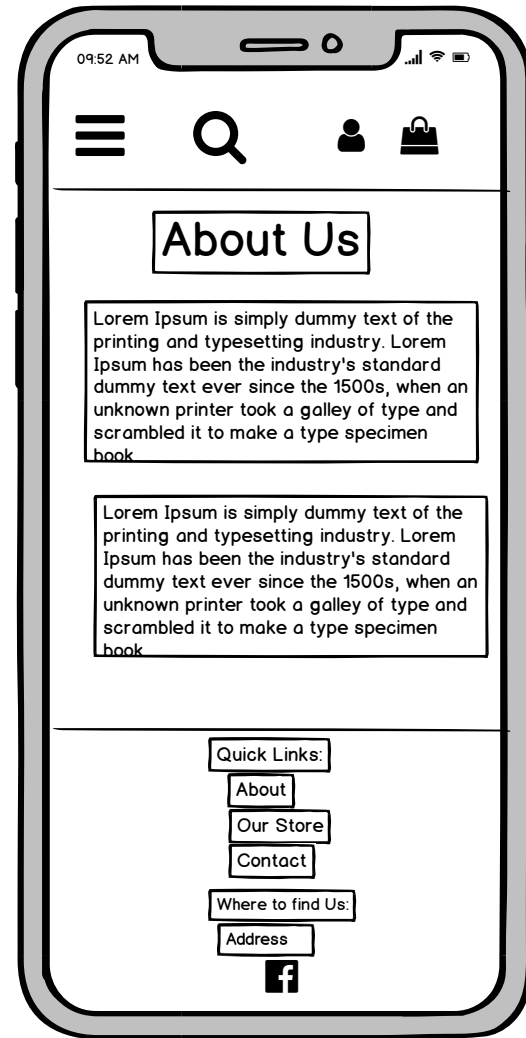 09:52 AM
About Us
Lorem Ipsum is simply dummy text of the
printing and typesetting industry. Lorem
Ipsum has been the industry's standard
dummy text ever since the 1500s, when an
unknown printer took a galley of type and
scrambled it to make a type specimen
book
Lorem Ipsum is simply dummy text of the
printing and typesetting industry. Lorem
Ipsum has been the industry's standard
dummy text ever since the 1500s, when an
unknown printer took a galley of type and
scrambled it to make a type specimen
book
Quick Links:
About
Our Store
Contact
Where to find Us:
Address